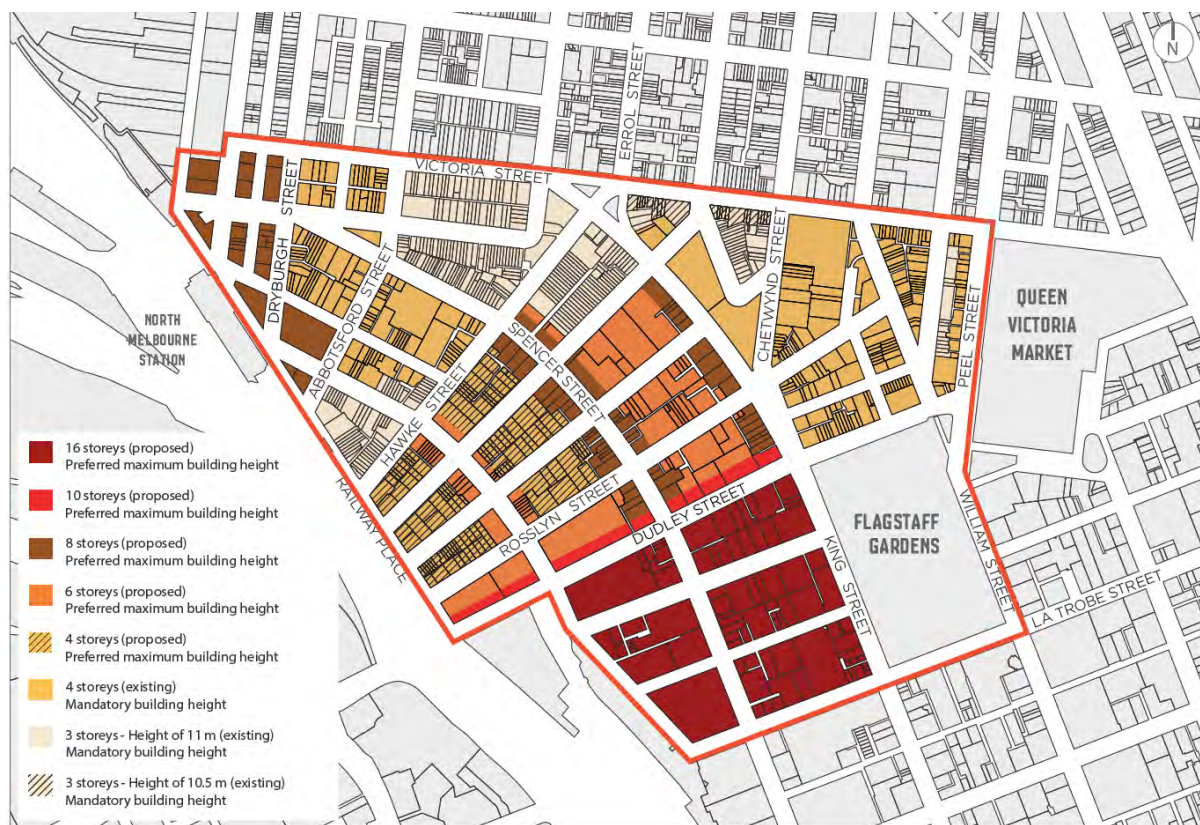 N
ERROL STREET
VICTORIA STREET
DRYBURGH STREET
ABBOTSFORD STREET
CHETWYND STREET
PEEL STREET
QUEEN
VICTORIA
MARKET
NORTH
MELBOURNE
STATION
SPENCER STREET
HAWKE STREET
RAILWAY PLACE
ROSSLYN STREET
DUDLEY STREET
KING STREET
FLAGSTAFF
GARDENS
WILLIAM STREET
LA TROBE STREET
16 storeys (proposed)
Preferred maximum building height
10 storeys (proposed)
Preferred maximum building height
8 storeys (proposed)
Preferred maximum building height
6 storeys (proposed)
Preferred maximum building height
4 storeys (proposed)
Preferred maximum building height
4 storeys (existing)
Mandatory building height
3 storeys - Height of 11 m (existing)
Mandatory building height
3 storeys - Height of 10.5 m (existing)
Mandatory building height